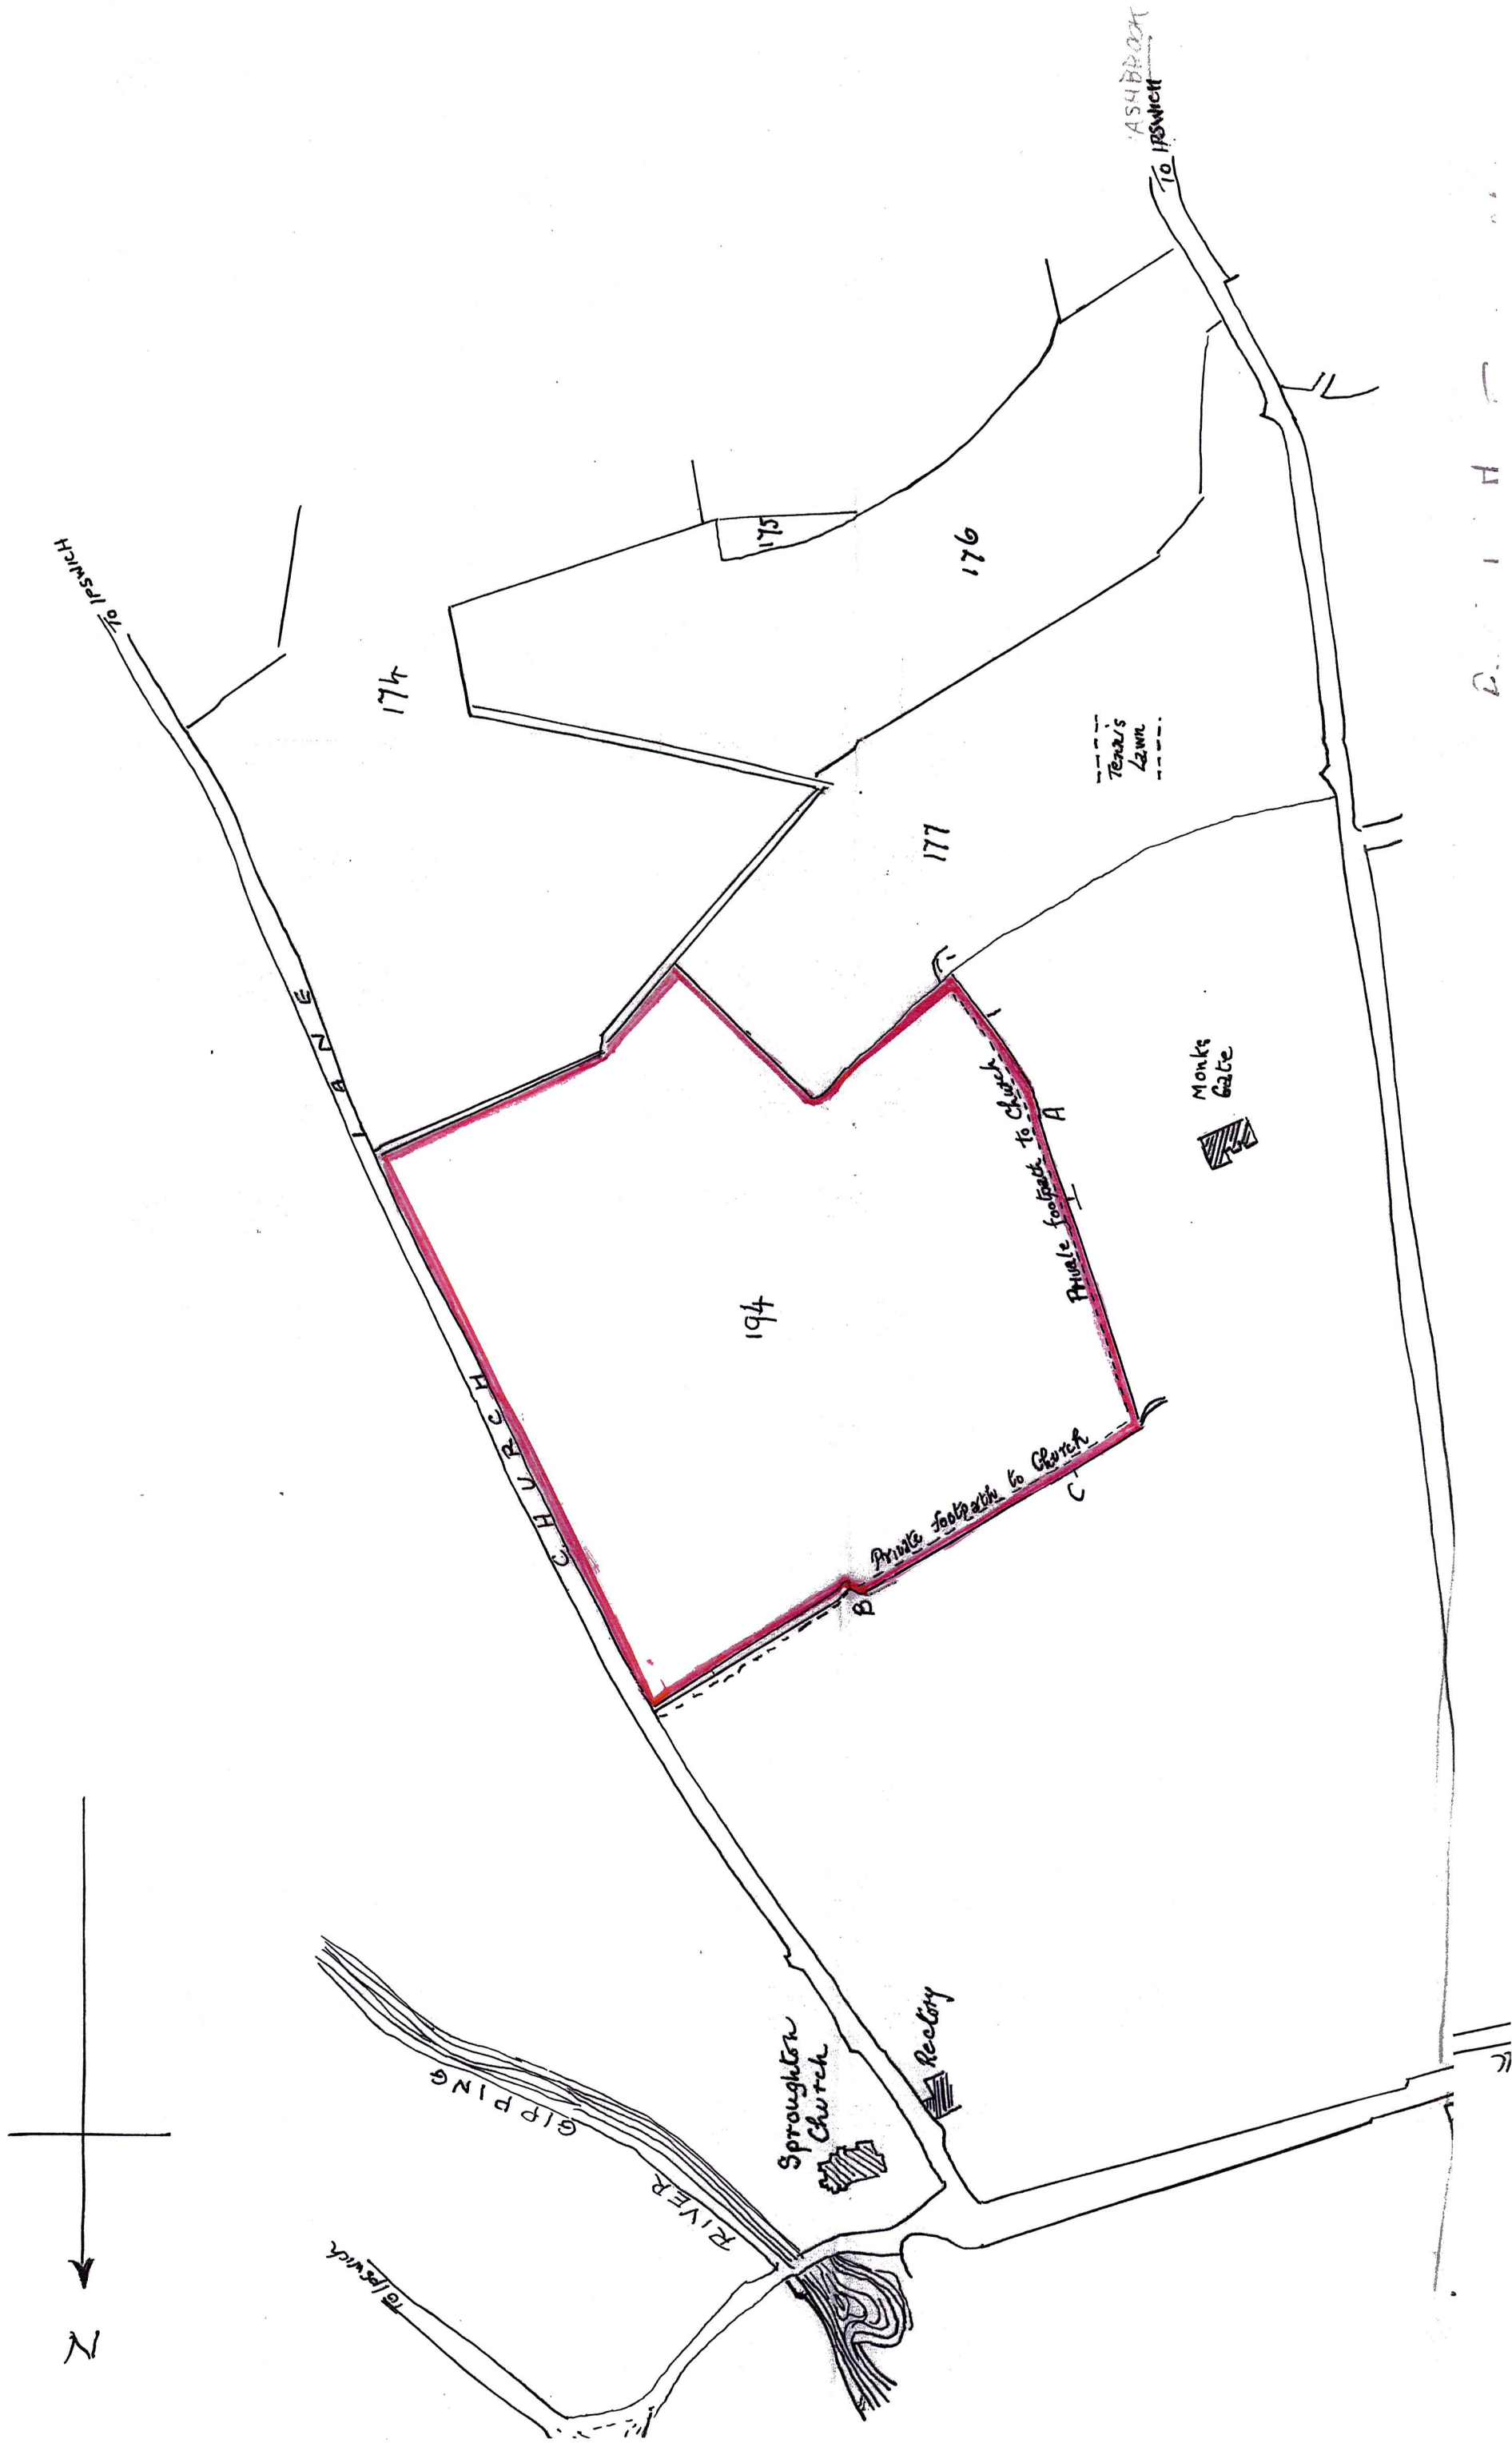 N
To Ipswich
RIVER GIPPING
Sproughton
Church
Rectory
CHURCH LANE
To IPSWICH
174
175
176
177
194
B
Private footpath to Church
C
Private footpath to Church
A
Monks
Gate
Tennis
Lawn
ASHBROOK
TO IPSWICH